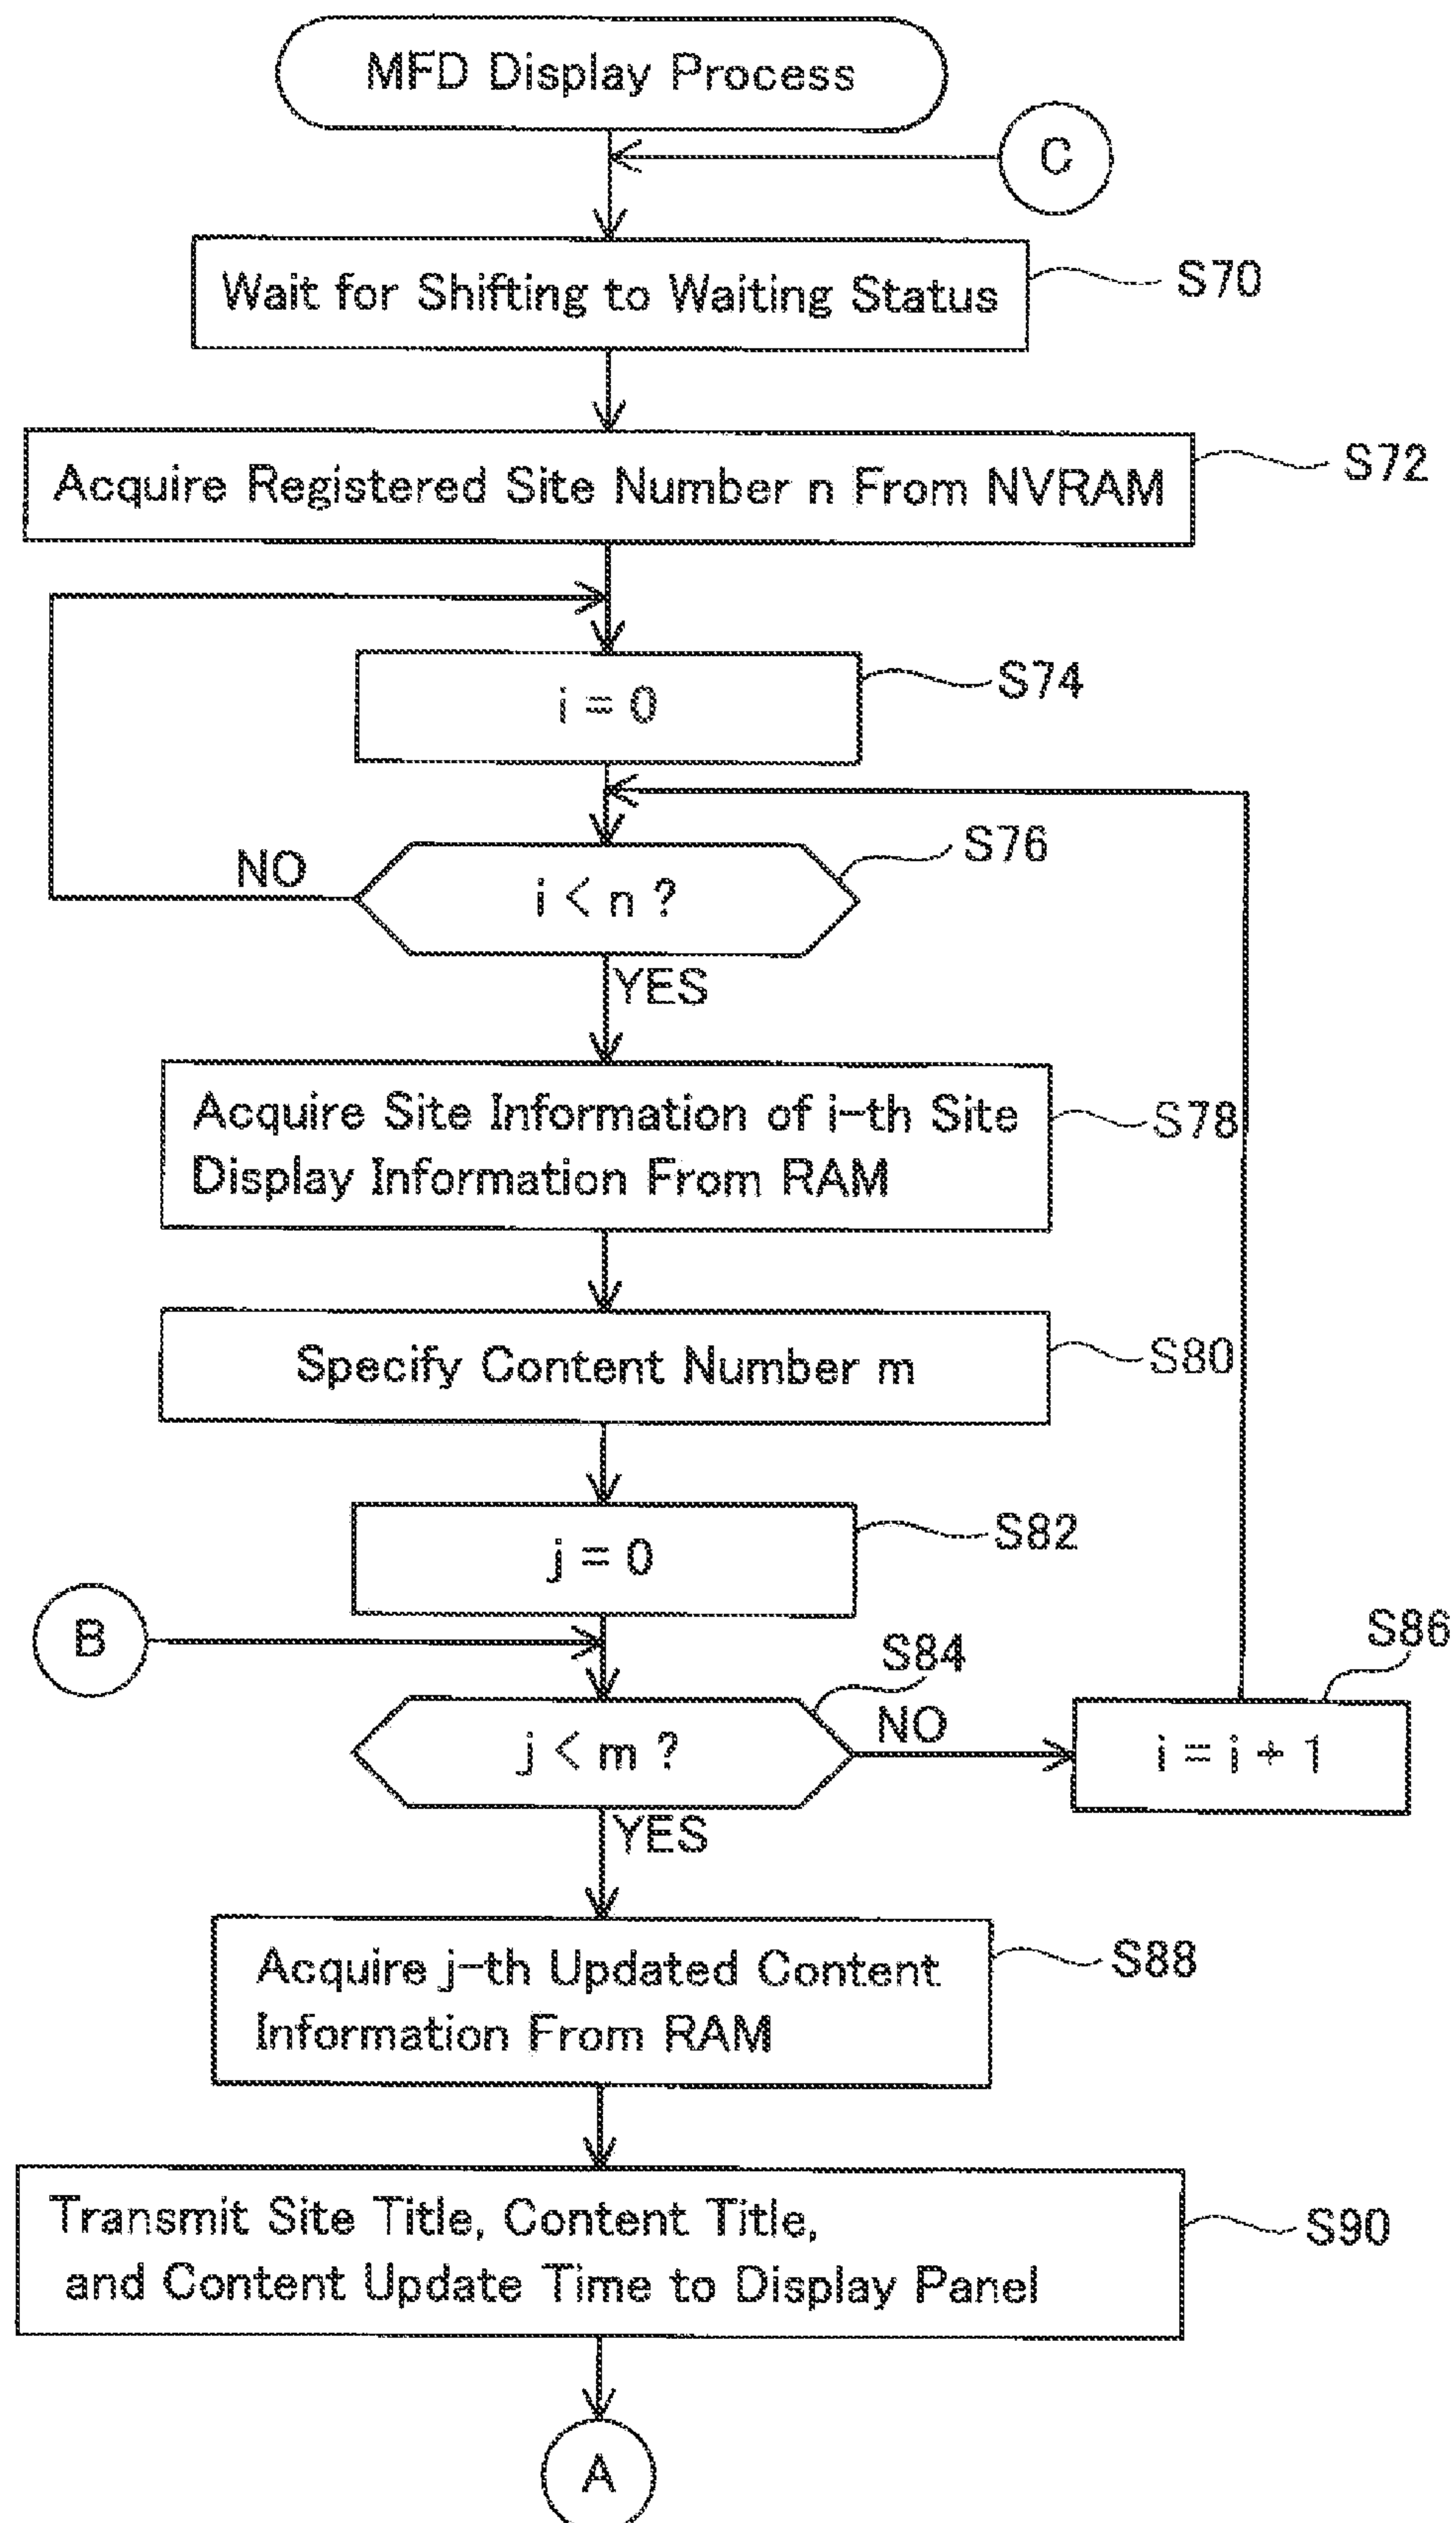 MFD Display Process
C
Wait for Shifting to Waiting Status
S70
Acquire Registered Site Number n From NVRAM
S72
i = 0
S74
i < n ?
S76
NO
YES
Acquire Site Information of i-th Site
Display Information From RAM
S78
Specify Content Number m
S80
j = 0
S82
B
j < m ?
S84
NO
i = i + 1
S86
YES
Acquire j-th Updated Content
Information From RAM
S88
Transmit Site Title, Content Title,
and Content Update Time to Display Panel
S90
A